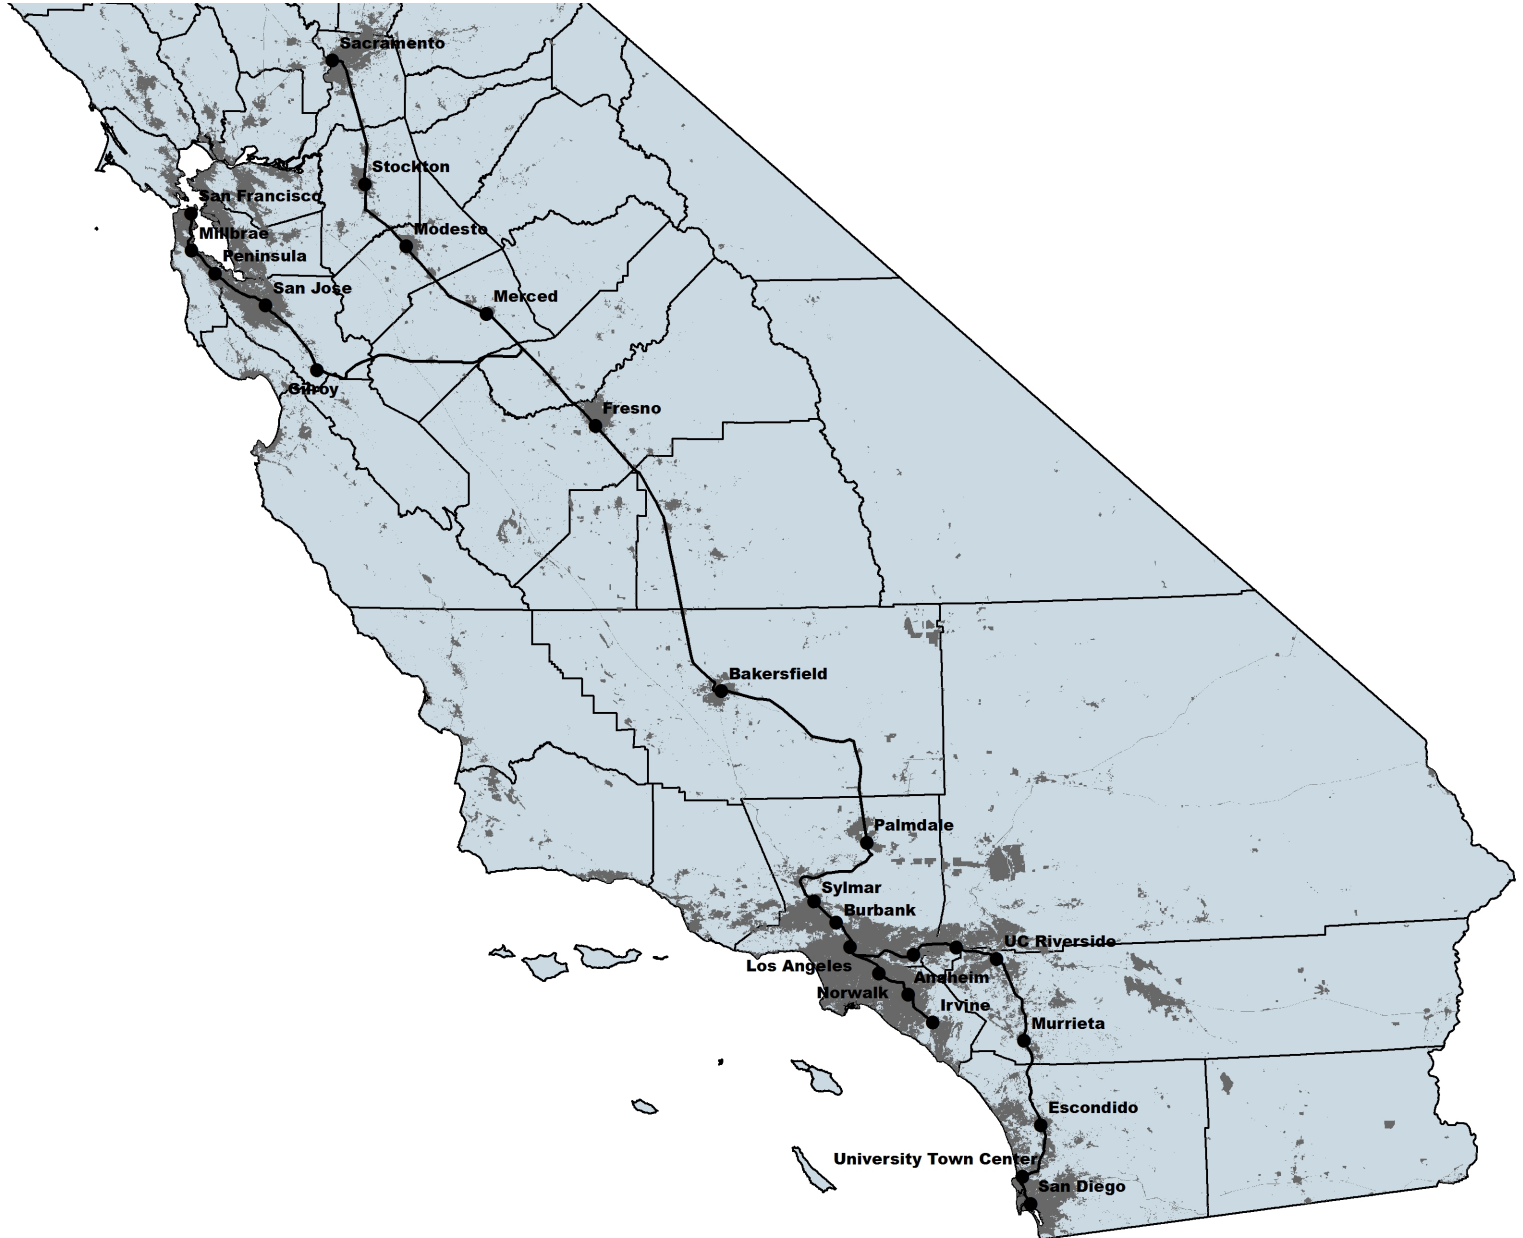 Sacramento
Stockton
San Francisco
Modesto
Millbrae
Peninsula
San Jose
Merced
Gilroy
Fresno
Bakersfield
Palmdale
Sylmar
Burbank
UC Riverside
Los Angeles
Anaheim
Norwalk
Irvine
Murrieta
Escondido
University Town Center
San Diego